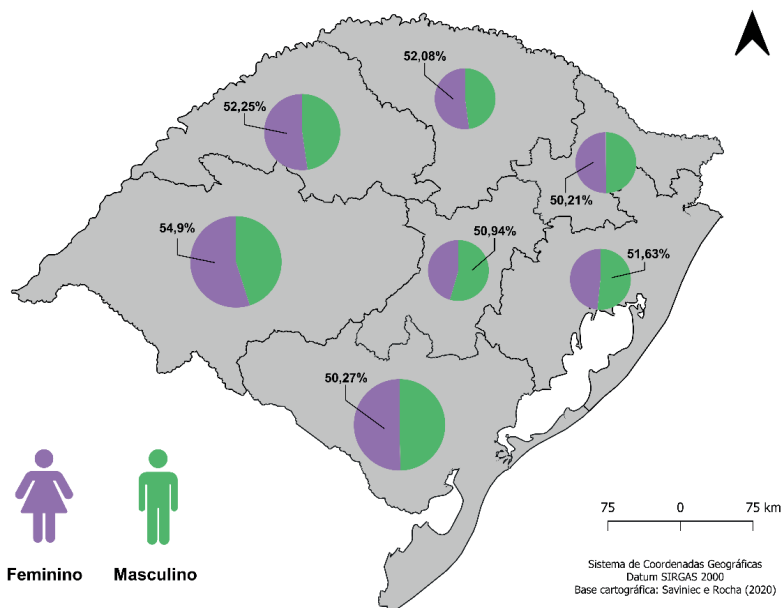 52,08%
52,25%
50,21%
54,9%
50,94%
51,63%
50,27%
Feminino
Masculino
75
0
75 km
Sistema de Coordenadas Geográficas
Datum SIRGAS 2000
Base cartográfica: Saviniec e Rocha (2020)